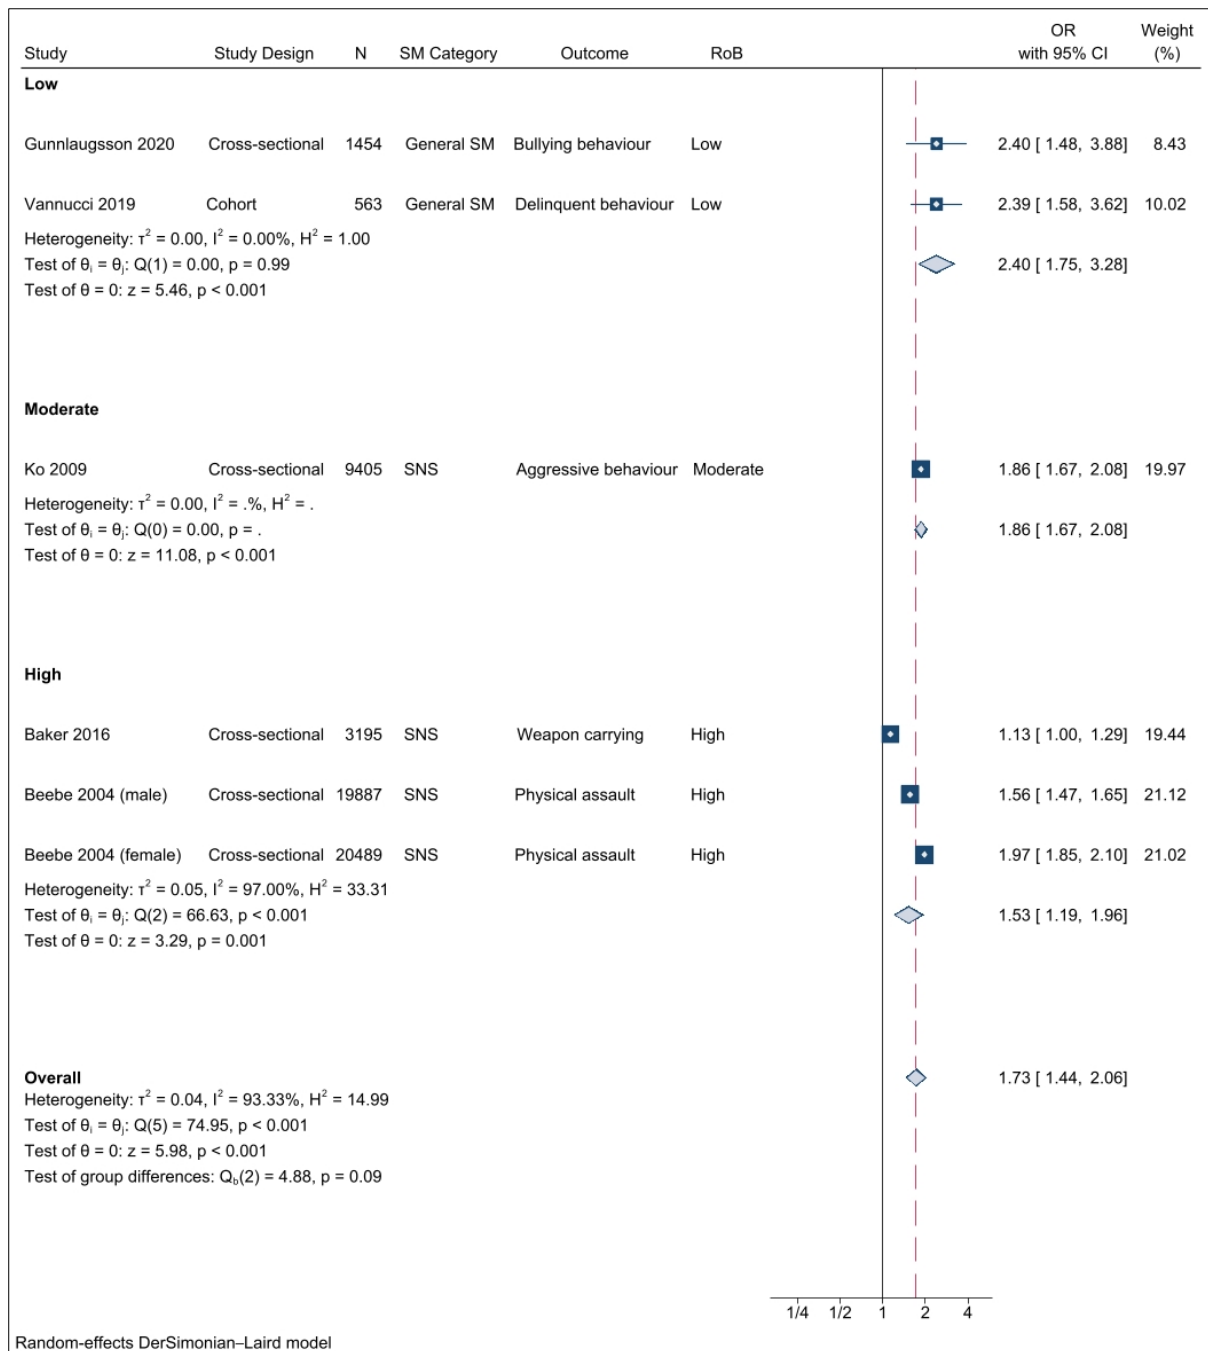 Study Study Design N SM Category Outcome RoB OR with 95% CI Weight (%)
Low
Gunnlaugsson 2020 Cross-sectional 1454 General SM Bullying behaviour Low 2.40 [ 1.48, 3.88] 8.43
Vannucci 2019 Cohort 563 General SM Delinquent behaviour Low 2.39 [ 1.58, 3.62] 10.02
Heterogeneity: τ² = 0.00, I² = 0.00%, H² = 1.00
Test of θᵢ = θⱼ: Q(1) = 0.00, p = 0.99 2.40 [ 1.75, 3.28]
Test of θ = 0: z = 5.46, p < 0.001
Moderate
Ko 2009 Cross-sectional 9405 SNS Aggressive behaviour Moderate 1.86 [ 1.67, 2.08] 19.97
Heterogeneity: τ² = 0.00, I² = .%, H² = .
Test of θᵢ = θⱼ: Q(0) = 0.00, p = . 1.86 [ 1.67, 2.08]
Test of θ = 0: z = 11.08, p < 0.001
High
Baker 2016 Cross-sectional 3195 SNS Weapon carrying High 1.13 [ 1.00, 1.29] 19.44
Beebe 2004 (male) Cross-sectional 19887 SNS Physical assault High 1.56 [ 1.47, 1.65] 21.12
Beebe 2004 (female) Cross-sectional 20489 SNS Physical assault High 1.97 [ 1.85, 2.10] 21.02
Heterogeneity: τ² = 0.05, I² = 97.00%, H² = 33.31
Test of θᵢ = θⱼ: Q(2) = 66.63, p < 0.001 1.53 [ 1.19, 1.96]
Test of θ = 0: z = 3.29, p = 0.001
Overall 1.73 [ 1.44, 2.06]
Heterogeneity: τ² = 0.04, I² = 93.33%, H² = 14.99
Test of θᵢ = θⱼ: Q(5) = 74.95, p < 0.001
Test of θ = 0: z = 5.98, p < 0.001
Test of group differences: Q_b(2) = 4.88, p = 0.09
1/4 1/2 1 2 4
Random-effects DerSimonian–Laird model